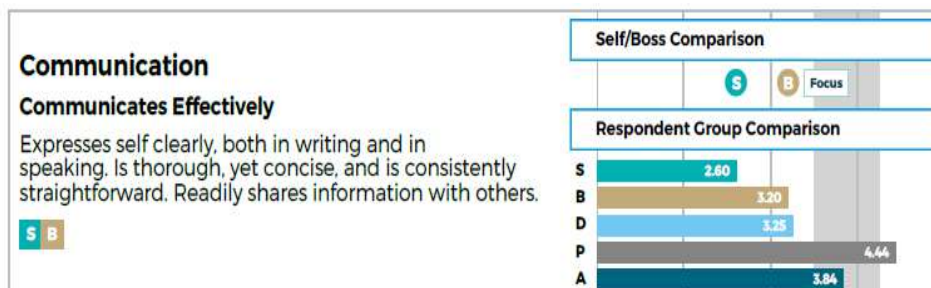 Communication
Communicates Effectively
Expresses self clearly, both in writing and in
speaking. Is thorough, yet concise, and is consistently
straightforward. Readily shares information with others.
S B
Self/Boss Comparison
S B Focus
Respondent Group Comparison
S 2.60
B 3.20
D 3.25
P 4.44
A 3.84